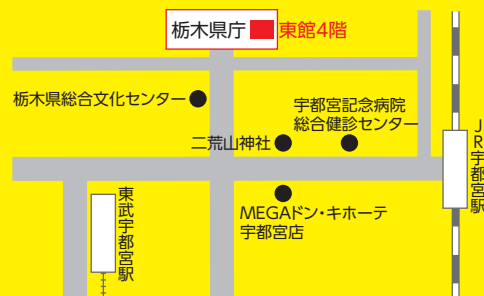 栃木県庁 東館4階
栃木県総合文化センター
宇都宮記念病院
総合健診センター
二荒山神社
JR宇都宮駅
東武宇都宮駅
MEGAドン・キホーテ
宇都宮店